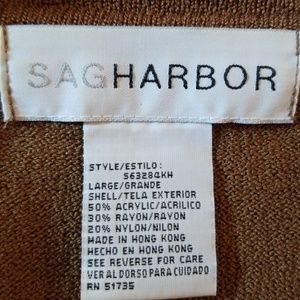 SAGHARBOR
STYLE/ESTILO:
S6328QKH
LARGE/GRANDE
SHELL/TELA EXTERIOR
50% ACRYLIC/ACRILICO
30% RAYON/RAYON
20% NYLON/NILON
MADE IN HONG KONG
HECHO EN HONG KONG
SEE REVERSE FOR CARE
VER AL DORSO PARA CUIDADO
RN 51735